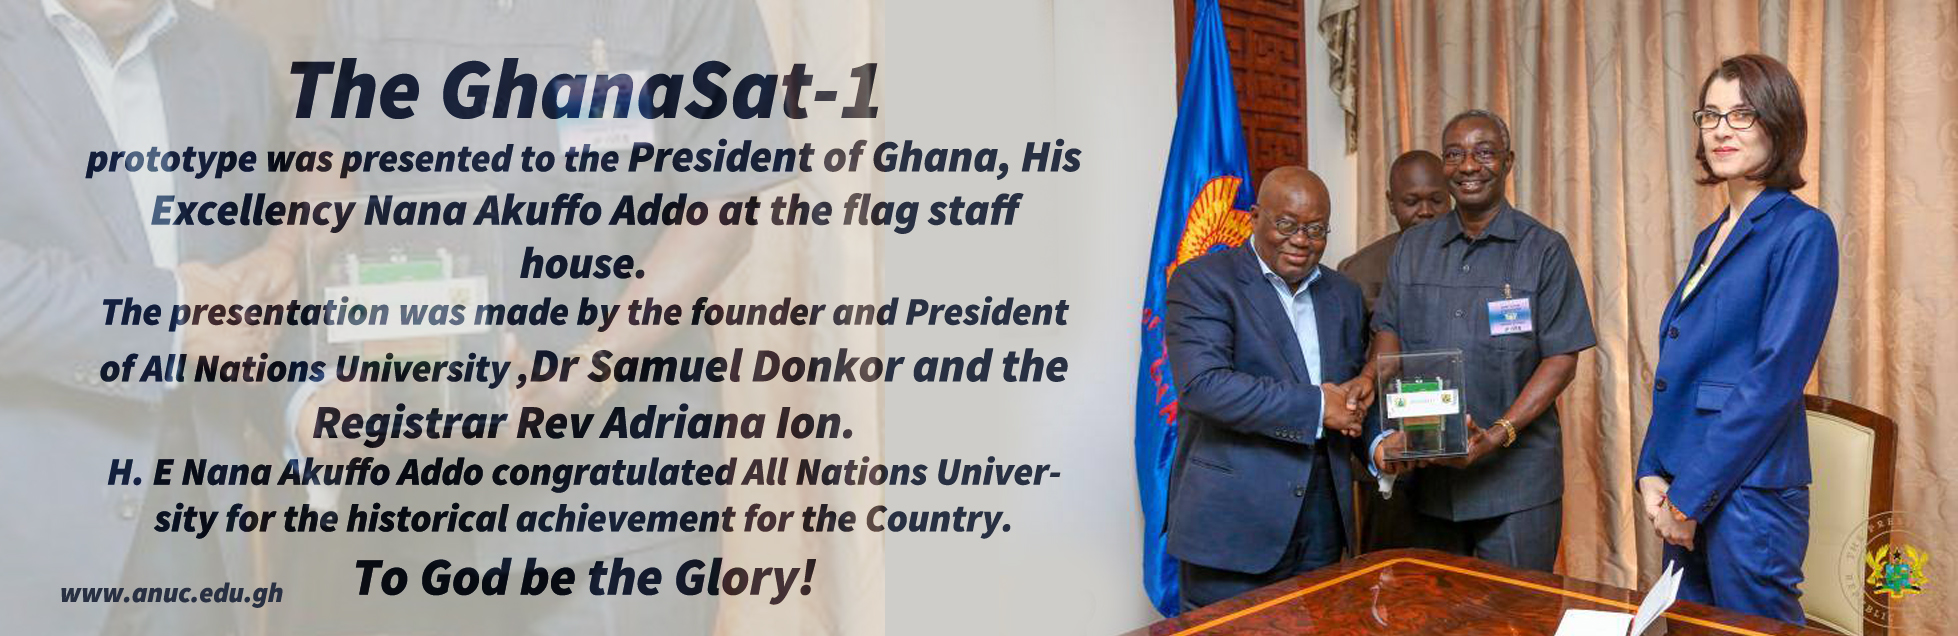 The GhanaSat-1
prototype was presented to the President of Ghana, His
Excellency Nana Akuffo Addo at the flag staff
house.
The presentation was made by the founder and President
of All Nations University ,Dr Samuel Donkor and the
Registrar Rev Adriana Ion.
H. E Nana Akuffo Addo congratulated All Nations Univer-
sity for the historical achievement for the Country.
To God be the Glory!
www.anuc.edu.gh